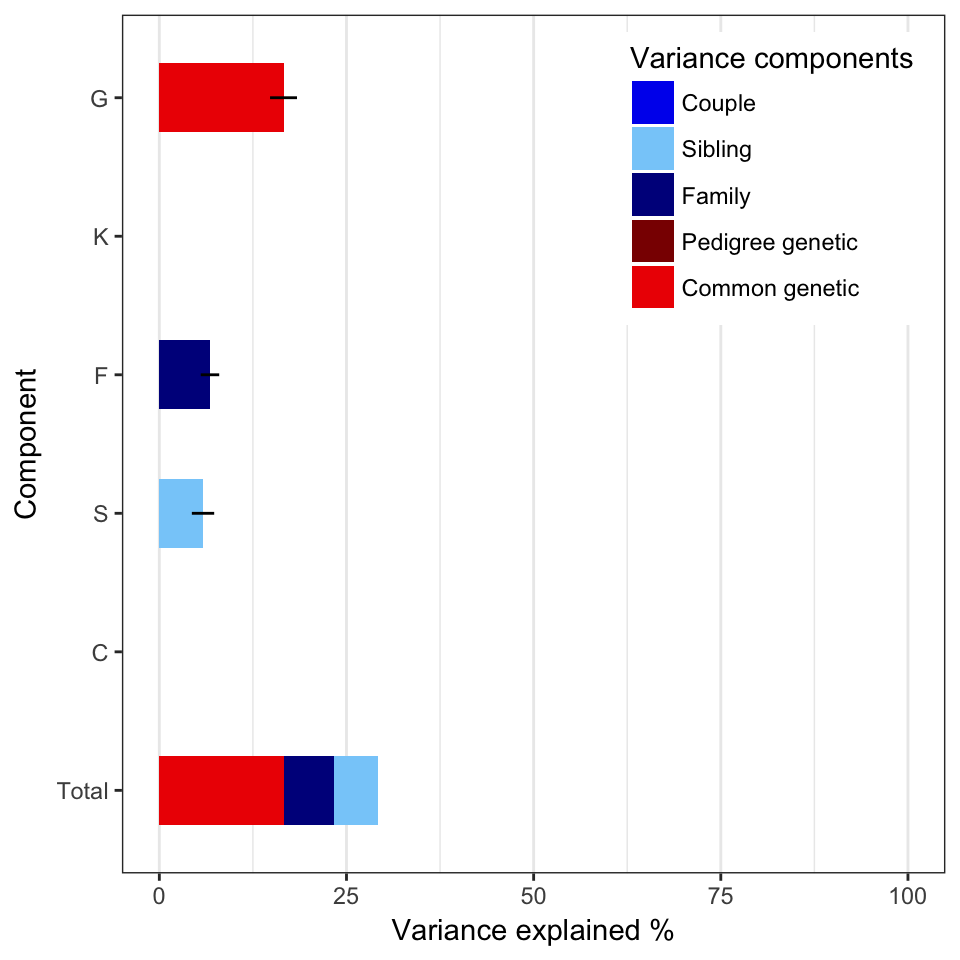 Variance components
Couple
Sibling
Family
Pedigree genetic
Common genetic
G
K
F
S
C
Total
Component
0 25 50 75 100
Variance explained %